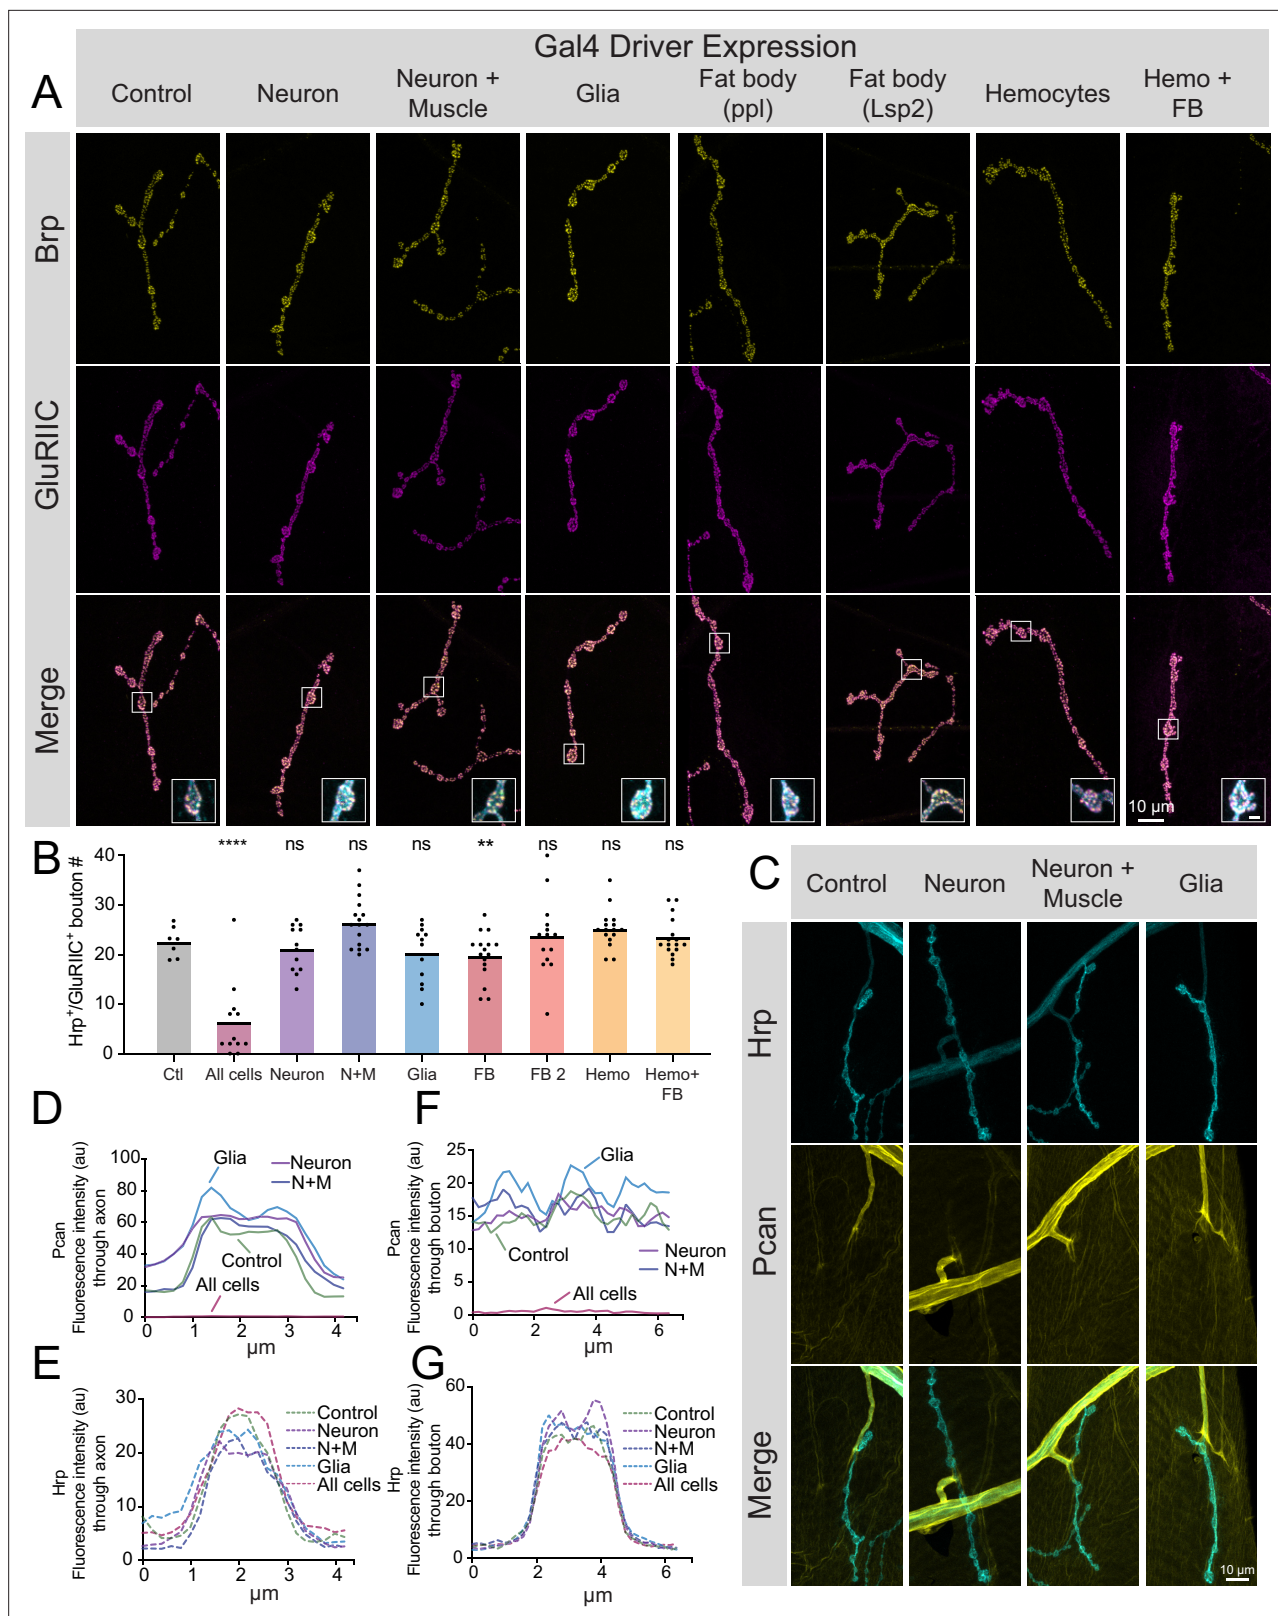 Gal4 Driver Expression
A
Control
Neuron
Neuron +
Muscle
Glia
Fat body
(ppl)
Fat body
(Lsp2)
Hemocytes
Hemo +
FB
Brp
GluRIIC
Merge
10 µm
B
Hrp+/GluRIIC+ bouton #
40
30
20
10
0
****
ns
ns
ns
**
ns
ns
ns
Ctl
All cells
Neuron
N+M
Glia
FB
FB 2
Hemo
Hemo+
FB
C
Control
Neuron
Neuron +
Muscle
Glia
Hrp
Pcan
Merge
10 µm
D
Pcan
Fluorescence intensity (au)
through axon
100
80
60
40
20
0
0
1
2
3
4
µm
Glia
Neuron
N+M
Control
All cells
F
Pcan
Fluorescence intensity (au)
through bouton
25
20
15
10
5
0
0
2
4
6
µm
Glia
Control
Neuron
N+M
All cells
E
Hrp
Fluorescence intensity (au)
through axon
30
20
10
0
0
1
2
3
4
µm
Control
Neuron
N+M
Glia
All cells
G
Hrp
Fluorescence intensity (au)
through bouton
60
40
20
0
0
2
4
6
µm
Control
Neuron
N+M
Glia
All cells